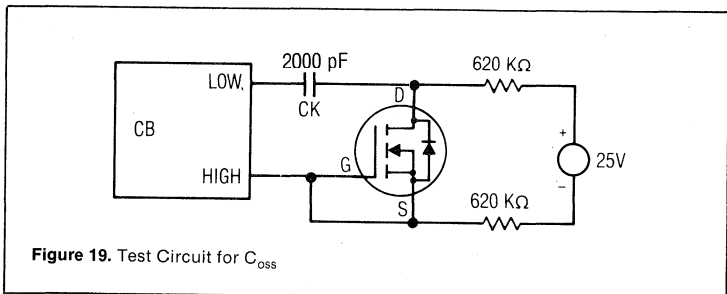 2000 pF
620 KΩ
LOW
D
CK
CB
G
+
25V
HIGH
-
620 KΩ
S
Figure 19. Test Circuit for Coss